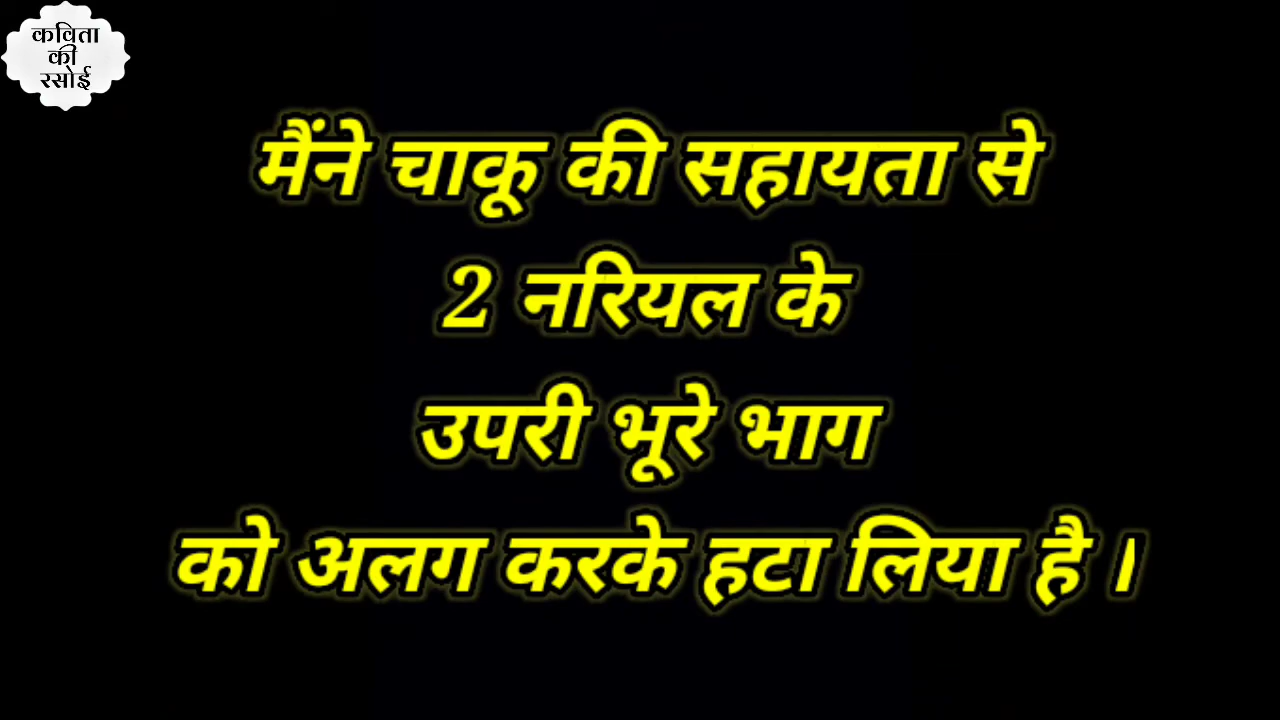 कविता
की
रसोई
मैंने चाकू की सहायता से
2 नरियल के
उपरी भूरे भाग
को अलग करके हटा लिया है ।